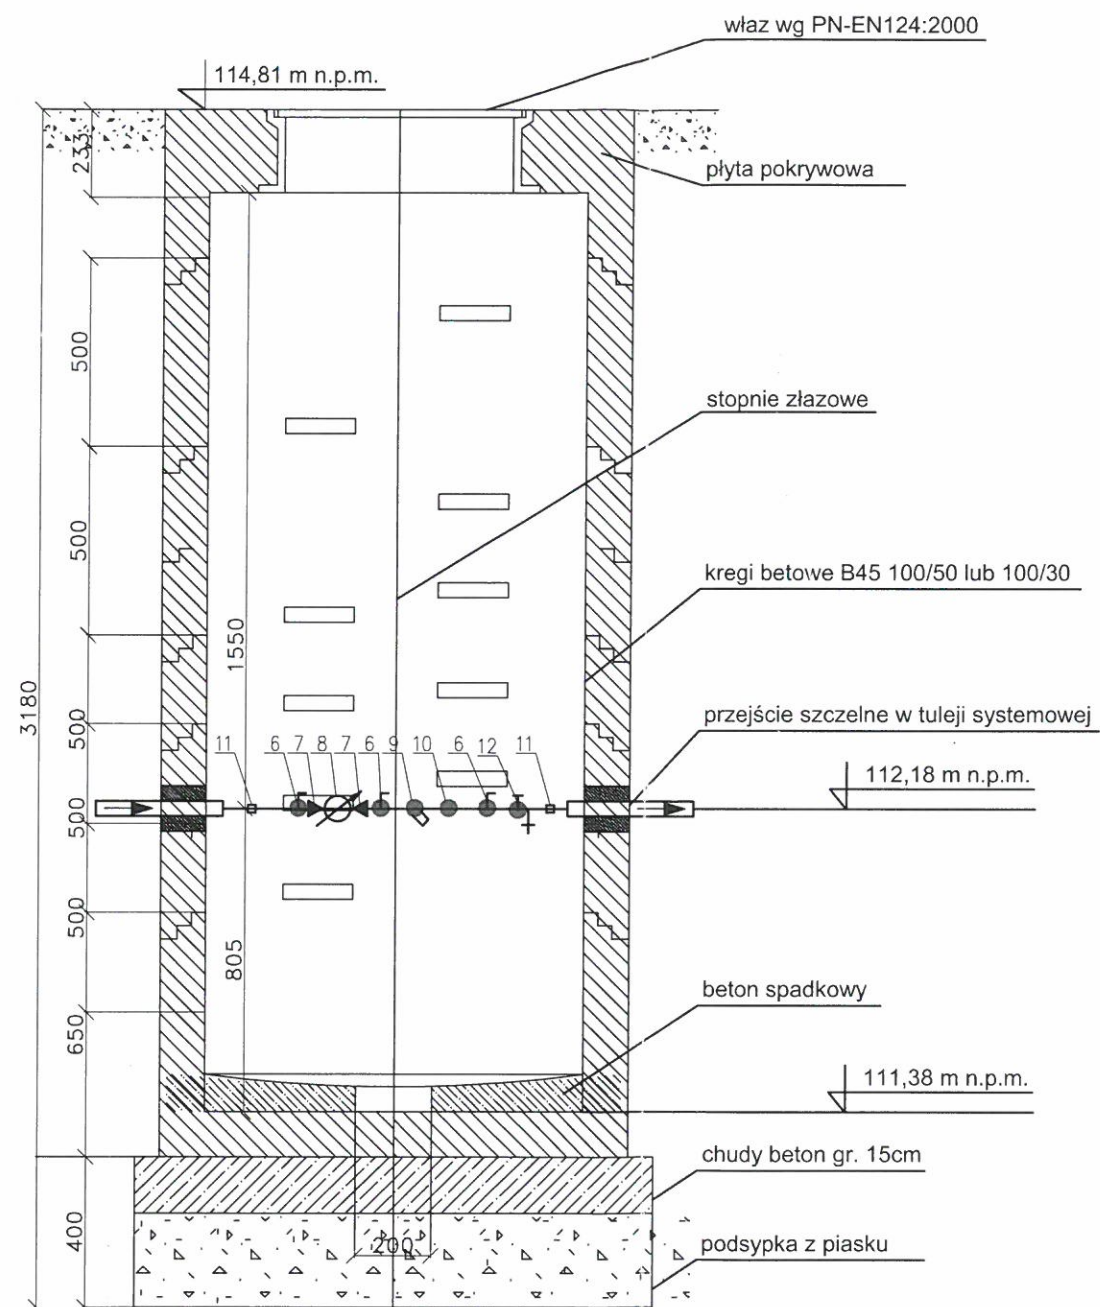 właz wg PN-EN124:2000
114,81 m n.p.m.
233
płyta pokrywowa
500
stopnie złazowe
500
kregi betowe B45 100/50 lub 100/30
1550
3180
500
przejście szczelne w tuleji systemowej
11 6 7 8 7 6 9 10 6 12 11
112,18 m n.p.m.
500
500
805
beton spadkowy
650
111,38 m n.p.m.
chudy beton gr. 15cm
400
200
podsypka z piasku